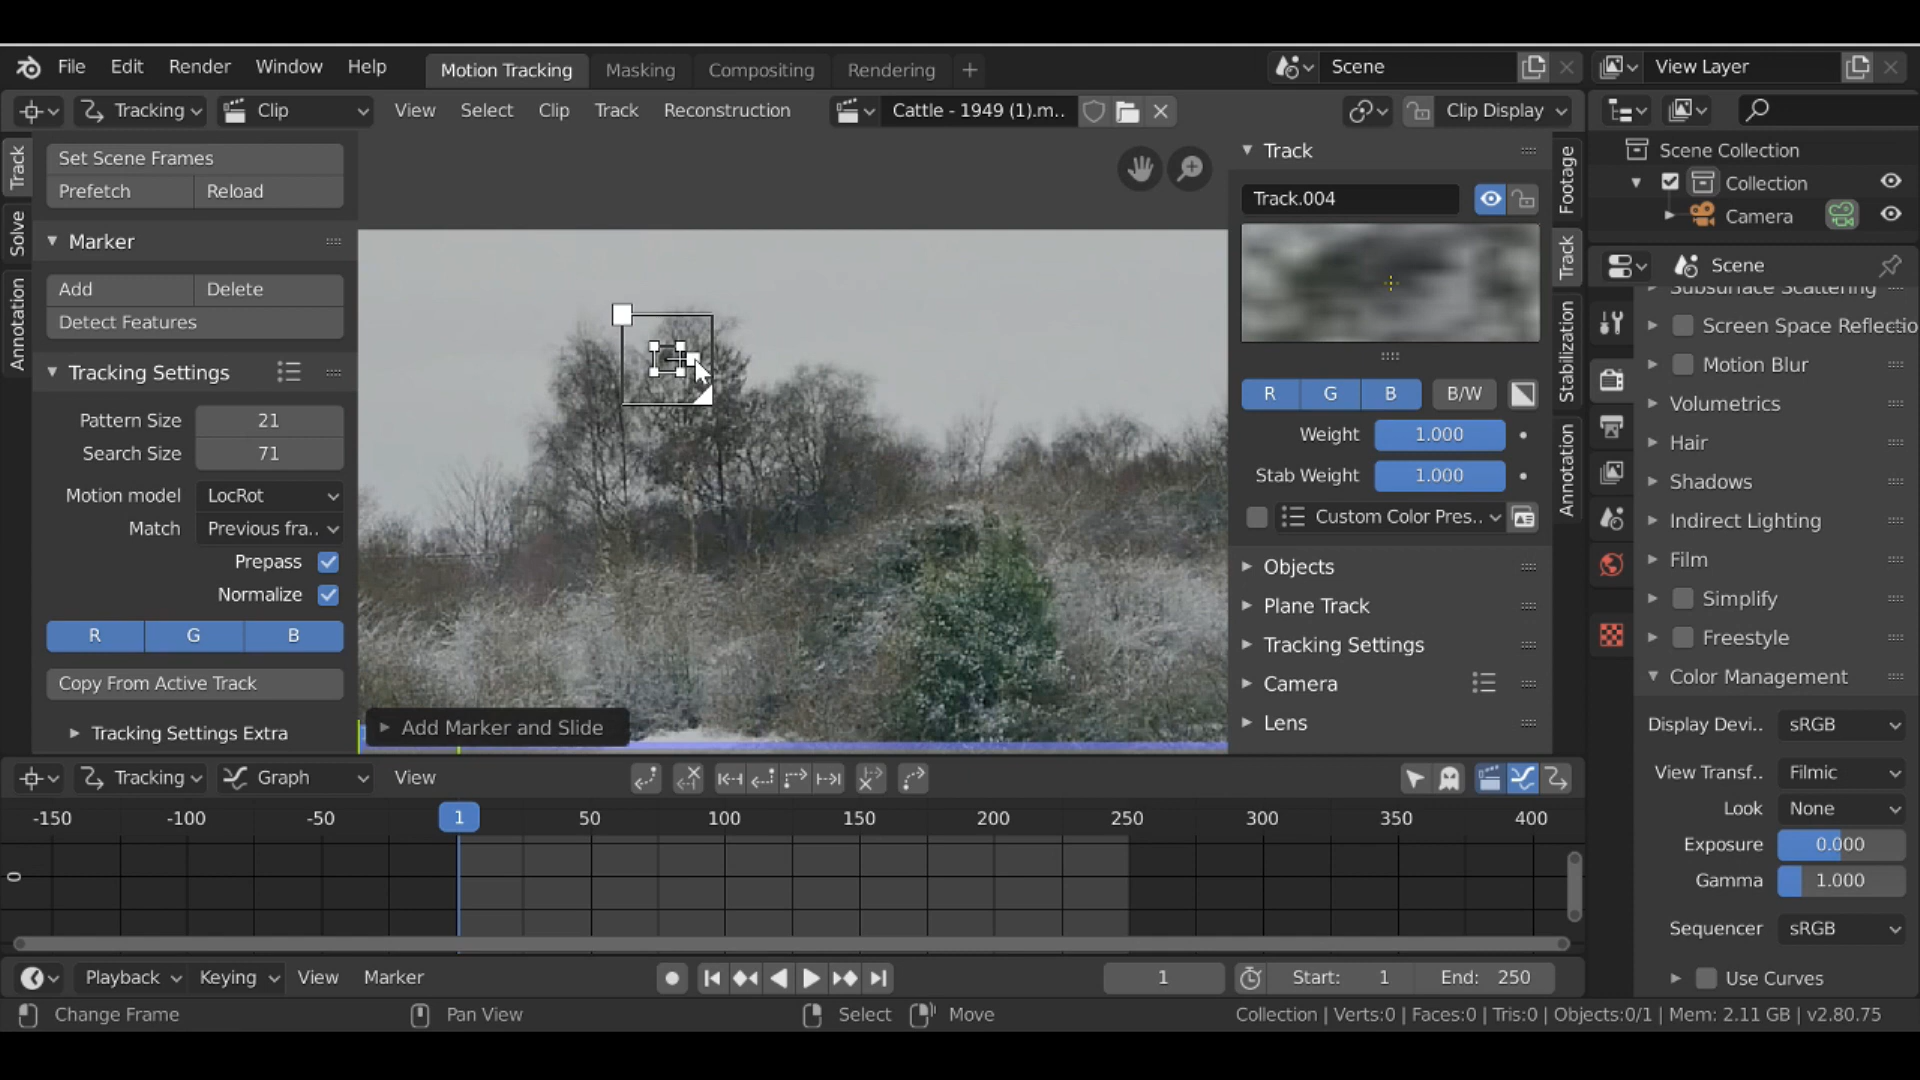 File Edit Render Window Help Motion Tracking Masking Compositing Rendering + Scene View Layer
Tracking Clip View Select Clip Track Reconstruction Cattle - 1949 (1).m.. Clip Display
Track
Solve
Annotation
Set Scene Frames
Prefetch Reload
Marker
Add Delete
Detect Features
Tracking Settings
Pattern Size 21
Search Size 71
Motion model LocRot
Match Previous fra..
Prepass
Normalize
R G B
Copy From Active Track
Tracking Settings Extra
Add Marker and Slide
Track
Track.004
R G B B/W
Weight 1.000
Stab Weight 1.000
Custom Color Pres..
Objects
Plane Track
Tracking Settings
Camera
Lens
Footage
Track
Stabilization
Annotation
Scene Collection
Collection
Camera
Scene
Subsurface Scattering
Screen Space Reflectio
Motion Blur
Volumetrics
Hair
Shadows
Indirect Lighting
Film
Simplify
Freestyle
Color Management
Display Devi.. sRGB
View Transf.. Filmic
Look None
Exposure 0.000
Gamma 1.000
Sequencer sRGB
Use Curves
Tracking Graph View
-150 -100 -50 1 50 100 150 200 250 300 350 400
0
Playback Keying View Marker 1 Start: 1 End: 250
Change Frame Pan View Select Move Collection | Verts:0 | Faces:0 | Tris:0 | Objects:0/1 | Mem: 2.11 GB | v2.80.75